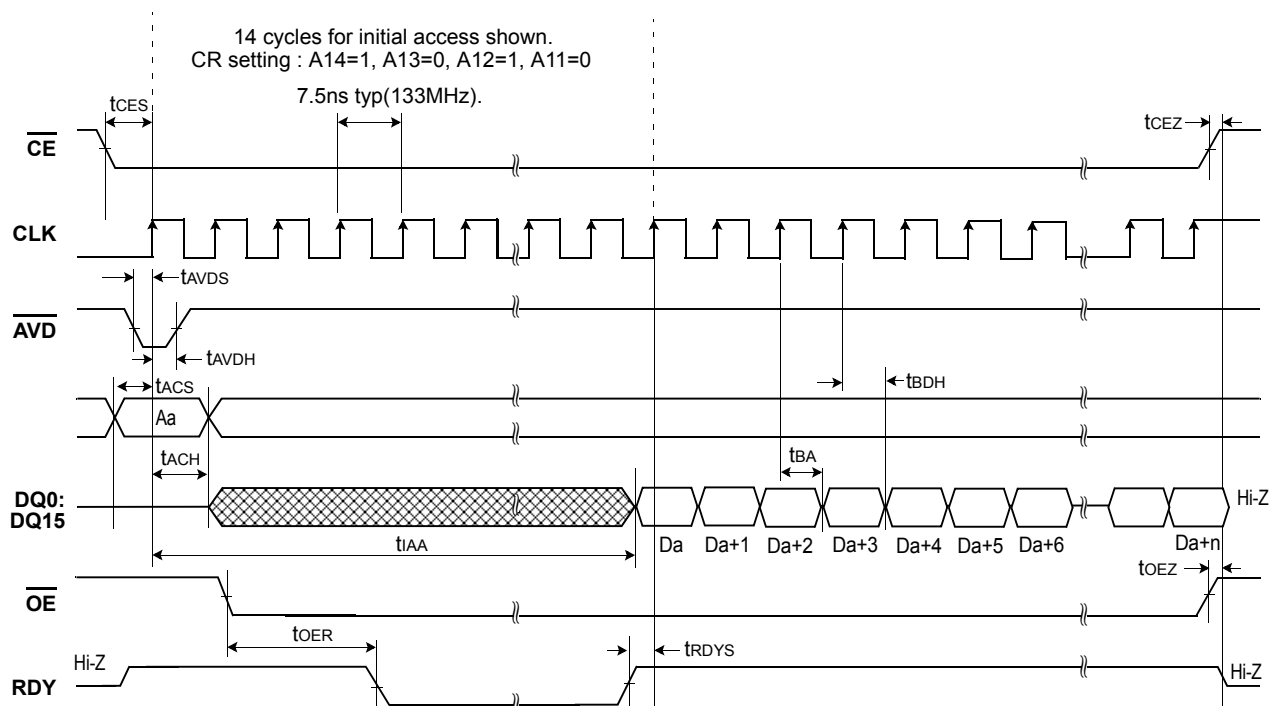 14 cycles for initial access shown.
CR setting : A14=1, A13=0, A12=1, A11=0
7.5ns typ(133MHz).
tCES
tCEZ
CE
CLK
tAVDS
AVD
tAVDH
tBDH
tACS
Aa
tACH
tBA
DQ0:
DQ15
Hi-Z
tIAA
Da Da+1 Da+2 Da+3 Da+4 Da+5 Da+6 Da+n
tOEZ
OE
tOER
tRDYS
Hi-Z
Hi-Z
RDY